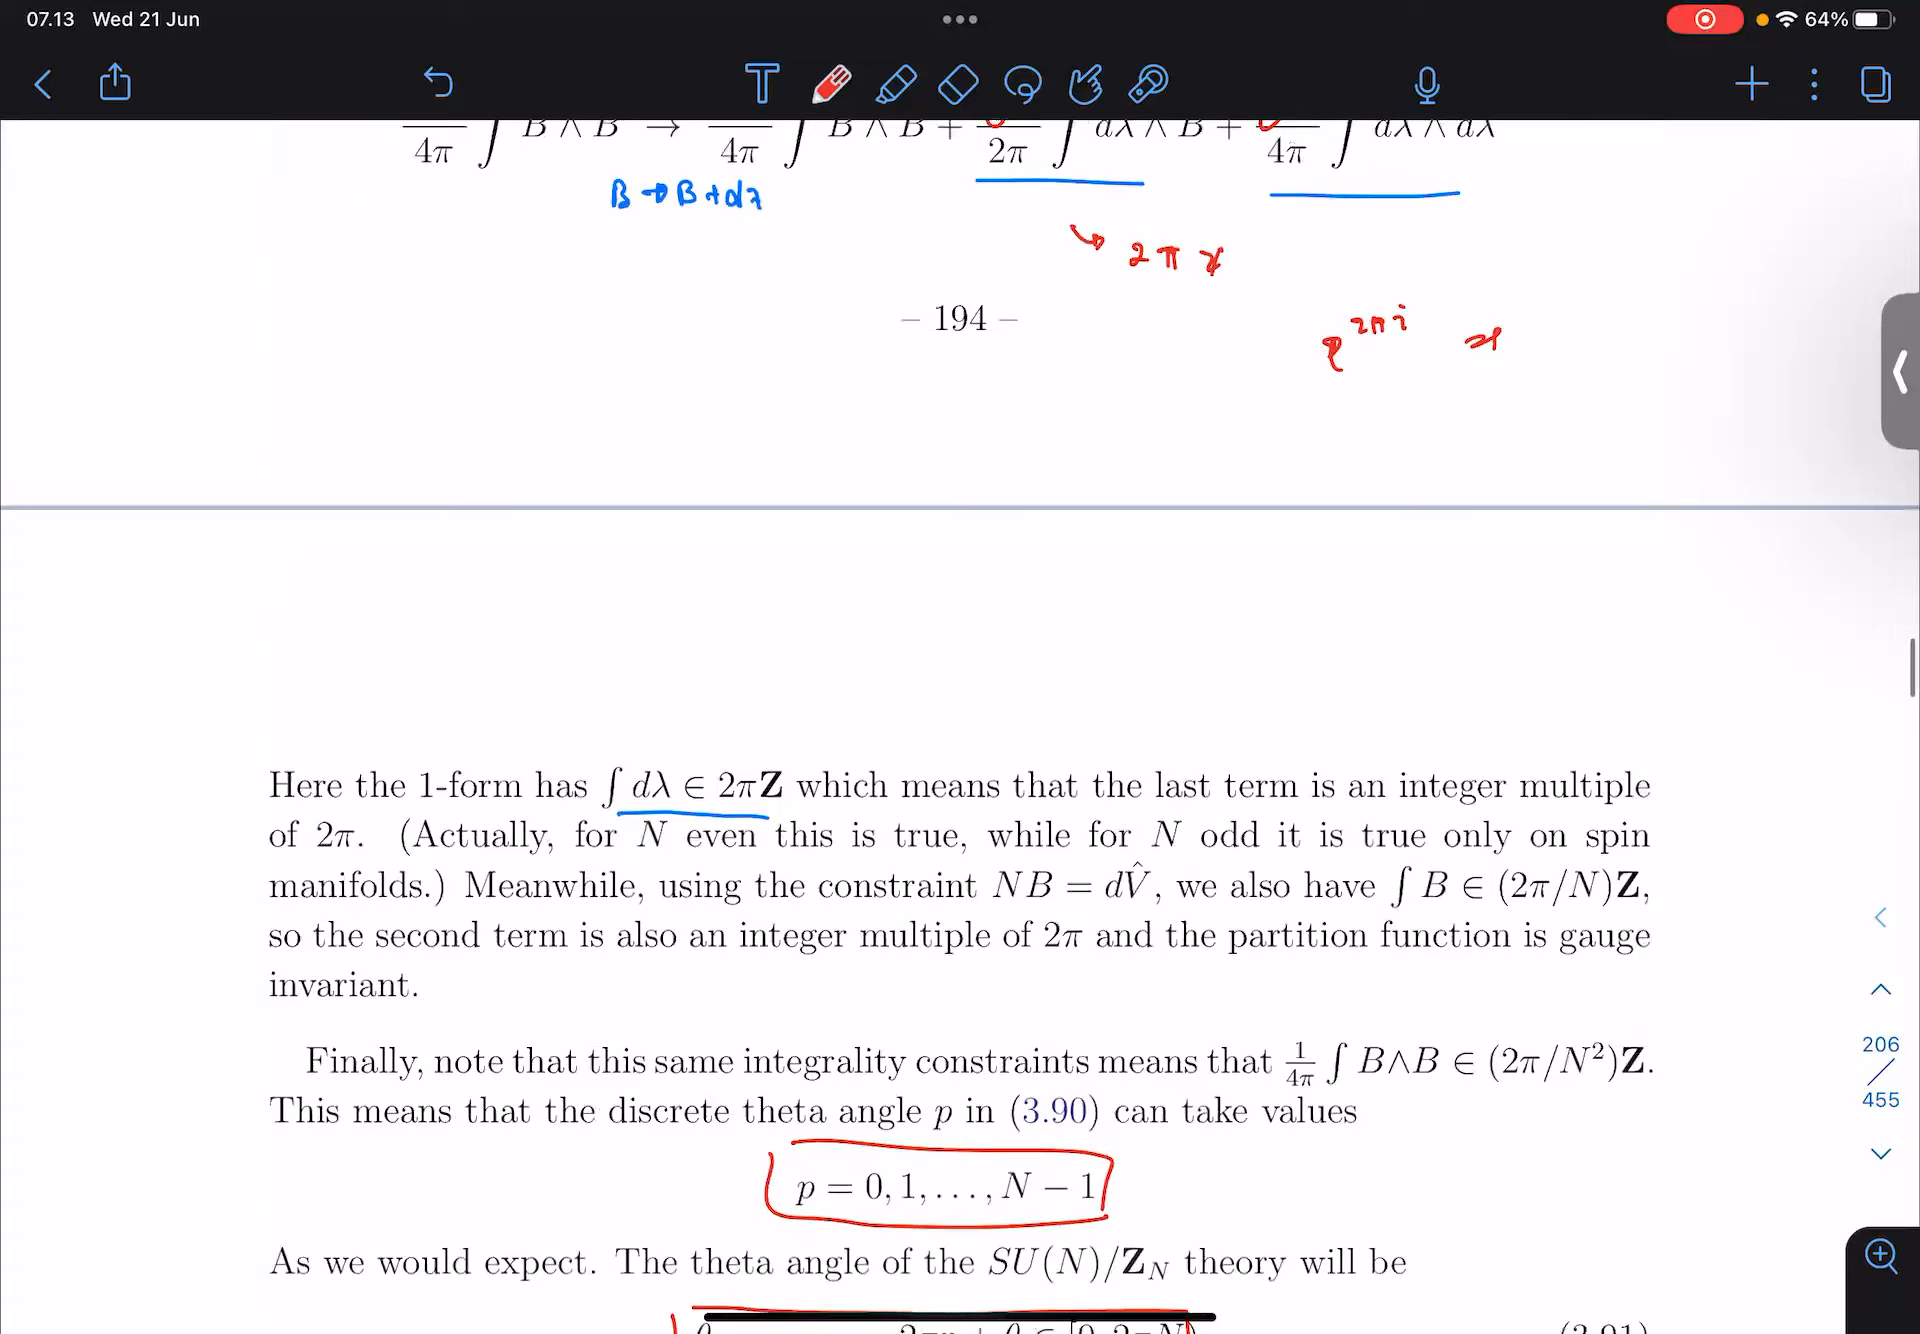 07.13 Wed 21 Jun
64%
4π ∫ B ∧ B → 4π ∫ B ∧ B + 2π ∫ dλ ∧ B + 4π ∫ dλ ∧ dλ
B → B + dλ
2π
– 194 –
2πi
Here the 1-form has ∫ dλ ∈ 2πZ which means that the last term is an integer multiple
of 2π. (Actually, for N even this is true, while for N odd it is true only on spin
manifolds.) Meanwhile, using the constraint NB = dV̂, we also have ∫ B ∈ (2π/N)Z,
so the second term is also an integer multiple of 2π and the partition function is gauge
invariant.
206
/
455
Finally, note that this same integrality constraints means that 1/4π ∫ B∧B ∈ (2π/N²)Z.
This means that the discrete theta angle p in (3.90) can take values
p = 0, 1, . . . , N − 1
As we would expect. The theta angle of the SU(N)/Z_N theory will be